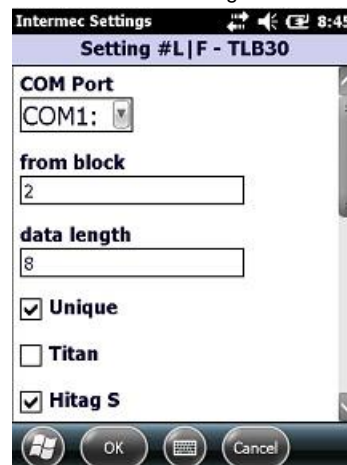 Intermec Settings 8:45
Setting #L|F - TLB30
COM Port
COM1:
from block
2
data length
8
Unique
Titan
Hitag S
OK Cancel